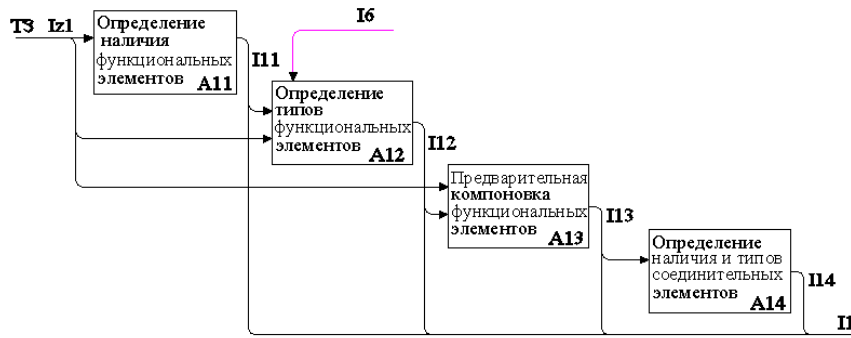 ТЗ Iz1
Определение
наличия
функциональных
элементов
A11
I11
I6
Определение
типов
функциональных
элементов
A12
I12
Предварительная
компоновка
функциональных
элементов
A13
I13
Определение
наличия и типов
соединительных
элементов
A14
I14
I1